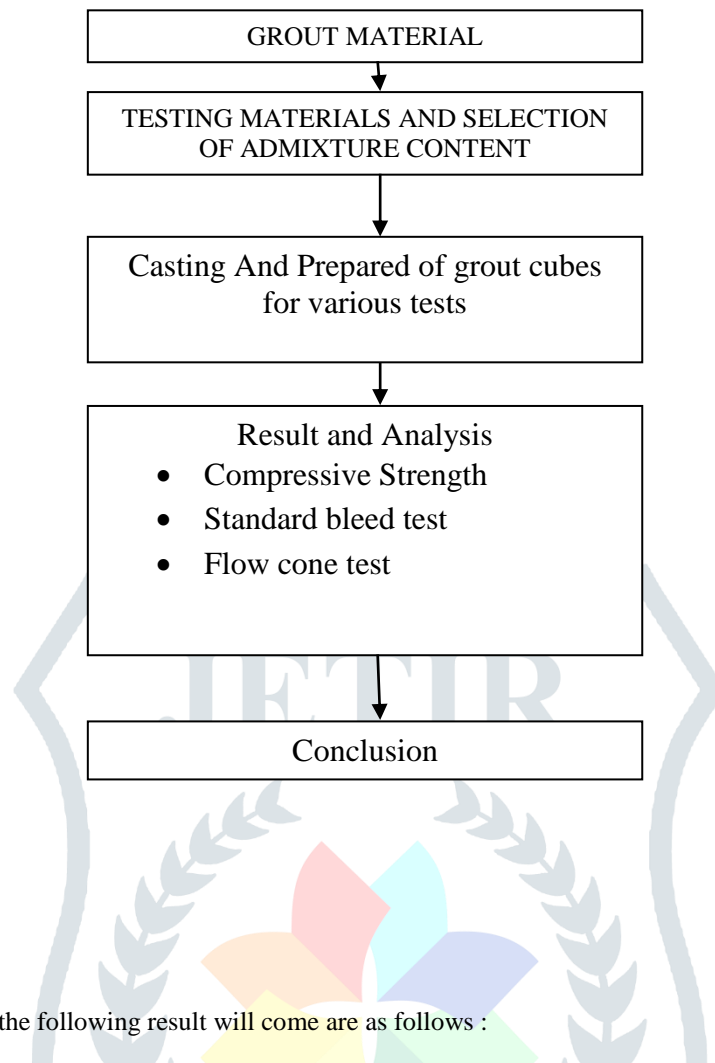 GROUT MATERIAL
TESTING MATERIALS AND SELECTION
OF ADMIXTURE CONTENT
Casting And Prepared of grout cubes
for various tests
Result and Analysis
• Compressive Strength
• Standard bleed test
• Flow cone test
JETIR
Conclusion
the following result will come are as follows :